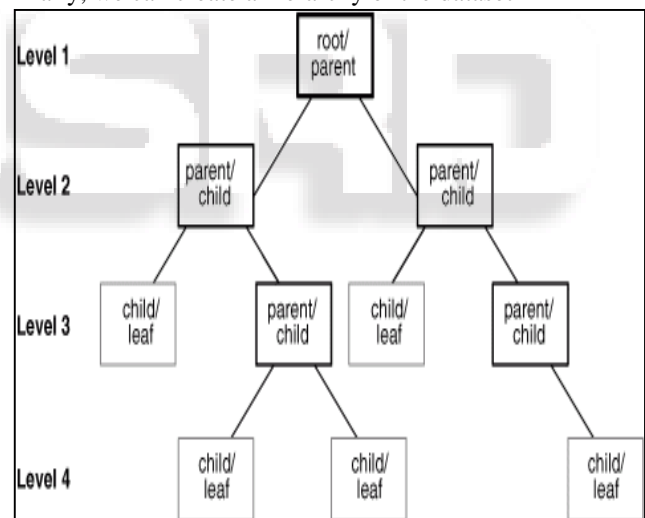 Level 1
root/
parent
Level 2
parent/
child
parent/
child
Level 3
child/
leaf
parent/
child
child/
leaf
parent/
child
Level 4
child/
leaf
child/
leaf
child/
leaf